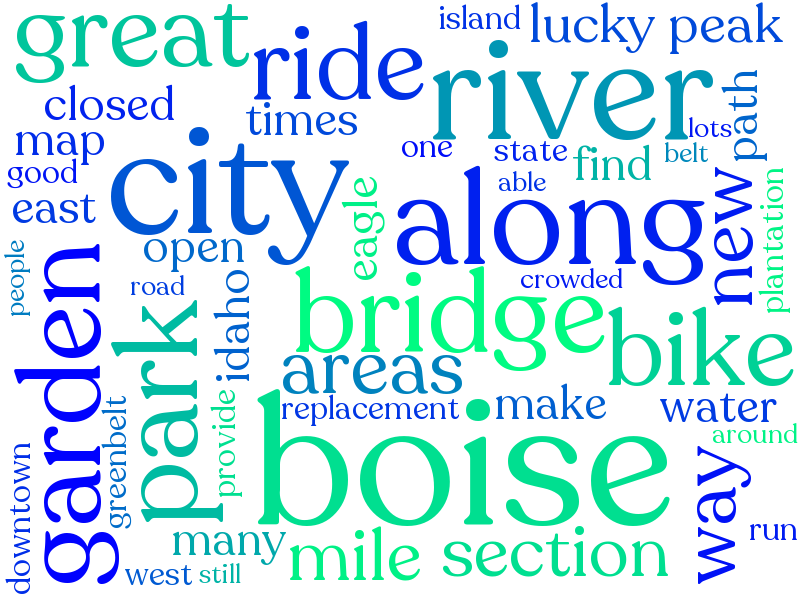 great
ride
island
lucky peak
river
closed
times
map
one
state
lots
find
belt
path
good
city
able
east
eagle
along
new
plantation
open
people
road
idaho
crowded
garden
park
bridge
bike
areas
replacement
make
water
greenbelt
provide
boise
around
downtown
way
many
mile
section
run
west
still